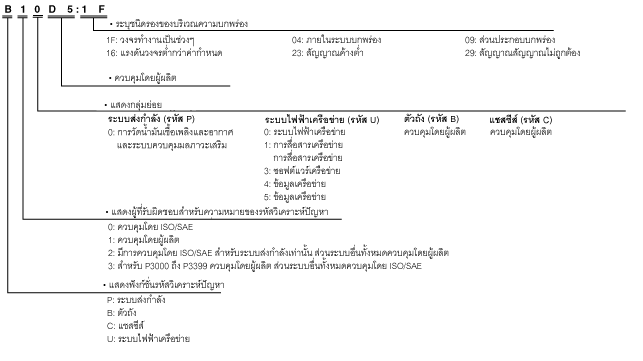 B 1 0 D 5 : 1 F
• ระบุชนิดรองของบริเวณความบกพร่อง
1F: วงจรทำงานเป็นช่วงๆ 04: ภายในระบบบกพร่อง 09: ส่วนประกอบบกพร่อง
16: แรงดันวงจรต่ำกว่าค่ากำหนด 23: สัญญาณค้างต่ำ 29: สัญญาณสัญญาณไม่ถูกต้อง
• ควบคุมโดยผู้ผลิต
• แสดงกลุ่มย่อย
ระบบส่งกำลัง (รหัส P) ระบบไฟฟ้าเครือข่าย (รหัส U) ตัวถัง (รหัส B) แชสซีส์ (รหัส C)
0: การวัดน้ำมันเชื้อเพลิงและอากาศ 0: ระบบไฟฟ้าเครือข่าย ควบคุมโดยผู้ผลิต ควบคุมโดยผู้ผลิต
และระบบควบคุมมลภาวะเสริม 1: การสื่อสารเครือข่าย
การสื่อสารเครือข่าย
3: ซอฟต์แวร์เครือข่าย
4: ข้อมูลเครือข่าย
5: ข้อมูลเครือข่าย
• แสดงผู้ที่รับผิดชอบสำหรับความหมายของรหัสวิเคราะห์ปัญหา
0: ควบคุมโดย ISO/SAE
1: ควบคุมโดยผู้ผลิต
2: มีการควบคุมโดย ISO/SAE สำหรับระบบส่งกำลังเท่านั้น ส่วนระบบอื่นทั้งหมดควบคุมโดยผู้ผลิต
3: สำหรับ P3000 ถึง P3399 ควบคุมโดยผู้ผลิต ส่วนระบบอื่นทั้งหมดควบคุมโดย ISO/SAE
• แสดงฟังก์ชั่นรหัสวิเคราะห์ปัญหา
P: ระบบส่งกำลัง
B: ตัวถัง
C: แชสซีส์
U: ระบบไฟฟ้าเครือข่าย